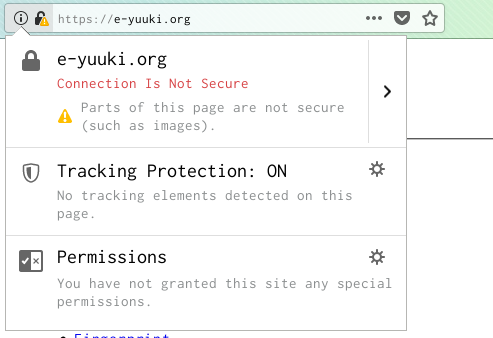 https://e-yuuki.org
e-yuuki.org
Connection Is Not Secure
Parts of this page are not secure
(such as images).
Tracking Protection: ON
No tracking elements detected on this
page.
Permissions
You have not granted this site any special
permissions.
Fingerprint